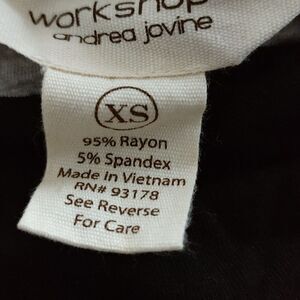 workshop
andrea jovine
XS
95% Rayon
5% Spandex
Made in Vietnam
RN# 93178
See Reverse
For Care